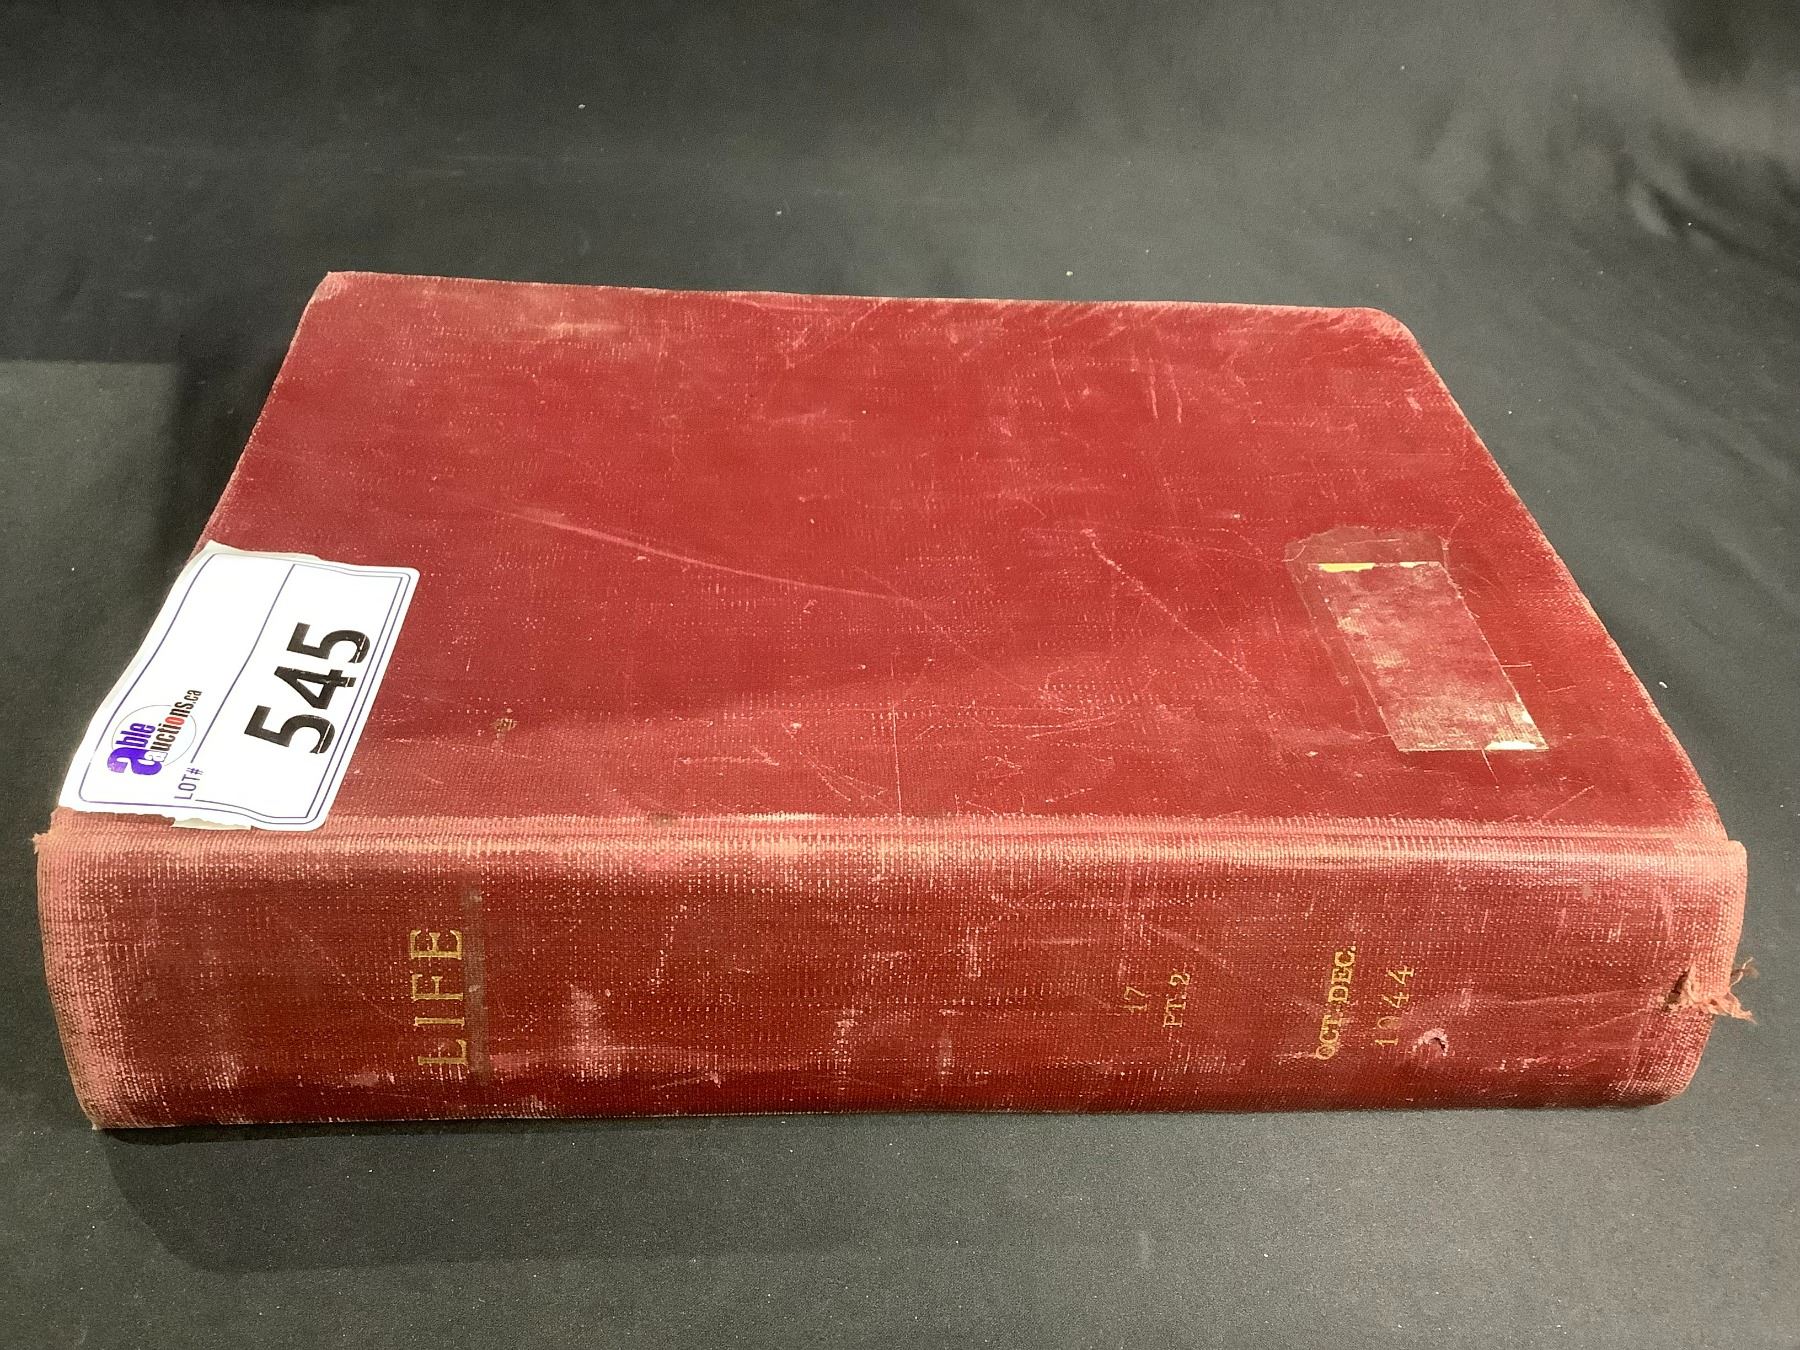 able
auctions.ca
LOT#
545
LIFE
17
PT. 2
OCT.-DEC.
1944